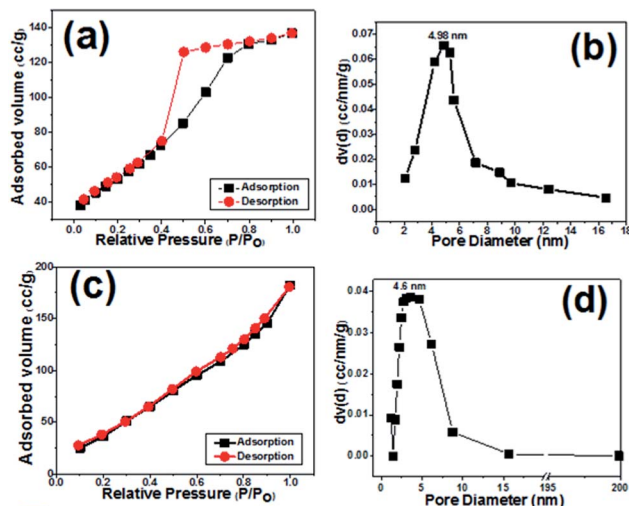 (a)
Adsorbed volume (cc/g)
140
120
100
80
60
40
Adsorption
Desorption
0.0 0.2 0.4 0.6 0.8 1.0
Relative Pressure (P/PO)
(b)
4.98 nm
dv(d) (cc/nm/g)
0.07
0.06
0.05
0.04
0.03
0.02
0.01
0.00
0 2 4 6 8 10 12 14 16 18
Pore Diameter (nm)
(c)
Adsorbed volume (cc/g)
200
150
100
50
0
Adsorption
Desorption
0.0 0.2 0.4 0.6 0.8 1.0
Relative Pressure (P/PO)
(d)
4.6 nm
dv(d) (cc/nm/g)
0.04
0.03
0.02
0.01
0.00
0 5 10 15 195 200
Pore Diameter (nm)